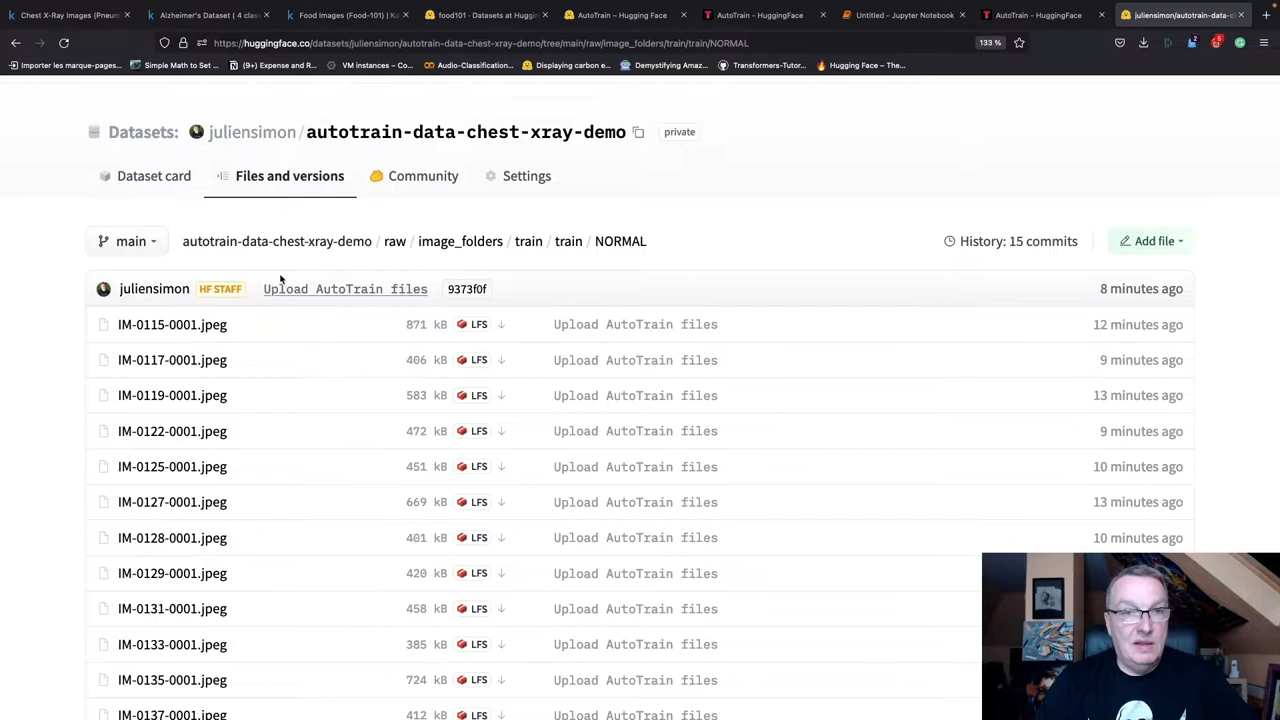 Chest X-Ray Images (Pneum
Alzheimer's Dataset ( 4 clas
Food Images (Food-101) | Ka
food101 · Datasets at Huggin
AutoTrain – Hugging Face
AutoTrain - HuggingFace
Untitled - Jupyter Notebook
AutoTrain - HuggingFace
juliensimon/autotrain-data-ch
https://huggingface.co/datasets/juliensimon/autotrain-data-chest-xray-demo/tree/main/raw/image_folders/train/train/NORMAL
133 %
Importer les marque-pages...
Simple Math to Set ...
(9+) Expense and R...
VM instances – Co...
Audio-Classification...
Displaying carbon e...
Demystifying Amaz...
Transformers-Tutor...
Hugging Face – The...
Datasets: juliensimon / autotrain-data-chest-xray-demo private
Dataset card Files and versions Community Settings
main autotrain-data-chest-xray-demo / raw / image_folders / train / train / NORMAL History: 15 commits Add file
juliensimon HF STAFF Upload AutoTrain files 9373f0f 8 minutes ago
IM-0115-0001.jpeg 871 kB LFS Upload AutoTrain files 12 minutes ago
IM-0117-0001.jpeg 406 kB LFS Upload AutoTrain files 9 minutes ago
IM-0119-0001.jpeg 583 kB LFS Upload AutoTrain files 13 minutes ago
IM-0122-0001.jpeg 472 kB LFS Upload AutoTrain files 9 minutes ago
IM-0125-0001.jpeg 451 kB LFS Upload AutoTrain files 10 minutes ago
IM-0127-0001.jpeg 669 kB LFS Upload AutoTrain files 13 minutes ago
IM-0128-0001.jpeg 401 kB LFS Upload AutoTrain files 10 minutes ago
IM-0129-0001.jpeg 420 kB LFS Upload AutoTrain files
IM-0131-0001.jpeg 458 kB LFS Upload AutoTrain files
IM-0133-0001.jpeg 385 kB LFS Upload AutoTrain files
IM-0135-0001.jpeg 724 kB LFS Upload AutoTrain files
IM-0137-0001.jpeg 412 kB LFS Upload AutoTrain files